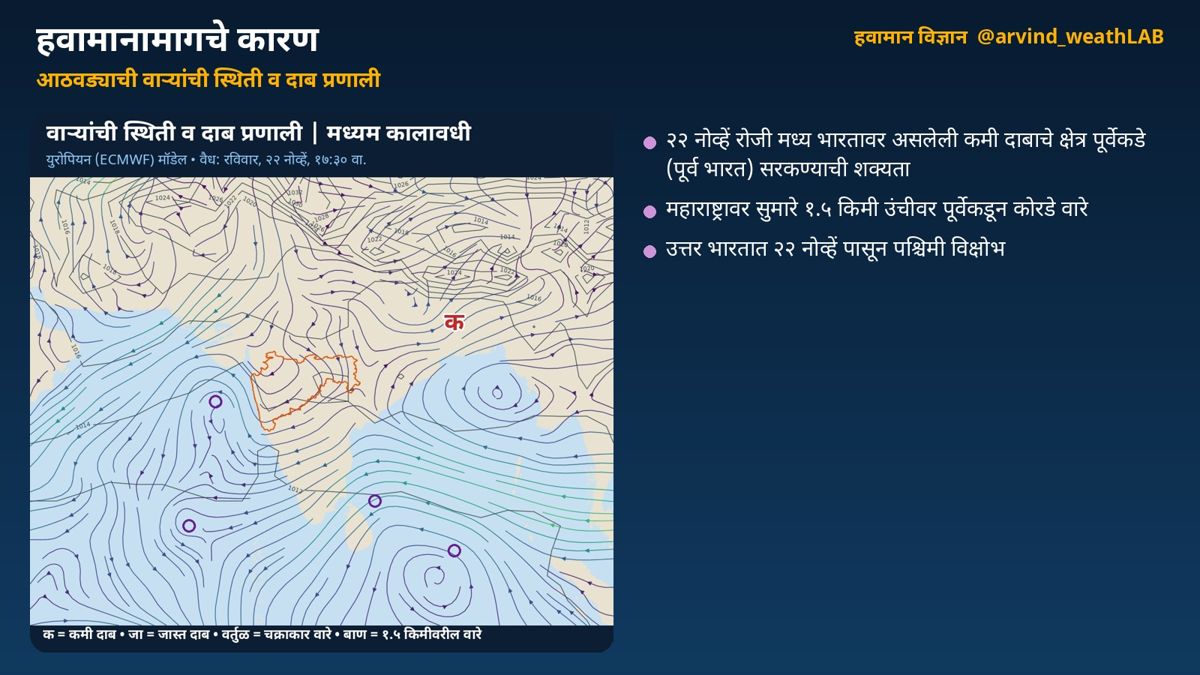 हवामानामागचे कारण
हवामान विज्ञान @arvind_weathLAB
आठवड्याची वाऱ्यांची स्थिती व दाब प्रणाली
वाऱ्यांची स्थिती व दाब प्रणाली | मध्यम कालावधी
युरोपियन (ECMWF) मॉडेल • वैध: रविवार, २२ नोव्हें, १७:३० वा.
क
क = कमी दाब • जा = जास्त दाब • वर्तुळ = चक्राकार वारे • बाण = १.५ किमीवरील वारे
२२ नोव्हें रोजी मध्य भारतावर असलेली कमी दाबाचे क्षेत्र पूर्वेकडे
(पूर्व भारत) सरकण्याची शक्यता
महाराष्ट्रावर सुमारे १.५ किमी उंचीवर पूर्वेकडून कोरडे वारे
उत्तर भारतात २२ नोव्हें पासून पश्चिमी विक्षोभ